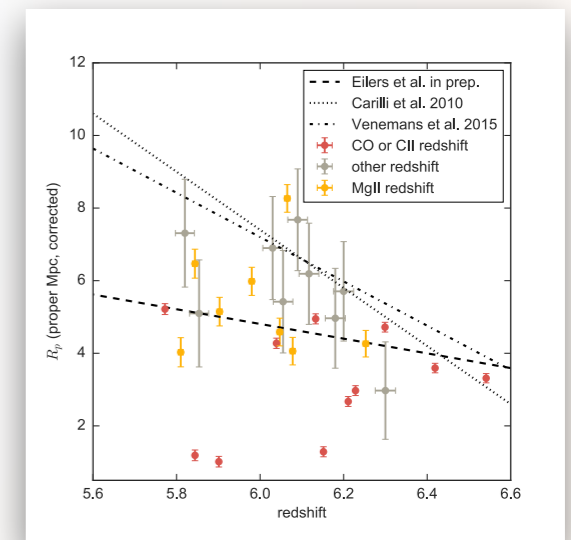 12
10
8
6
4
2
R_p (proper Mpc, corrected)
Eilers et al. in prep.
Carilli et al. 2010
Venemans et al. 2015
CO or CII redshift
other redshift
MgII redshift
5.6 5.8 6.0 6.2 6.4 6.6
redshift